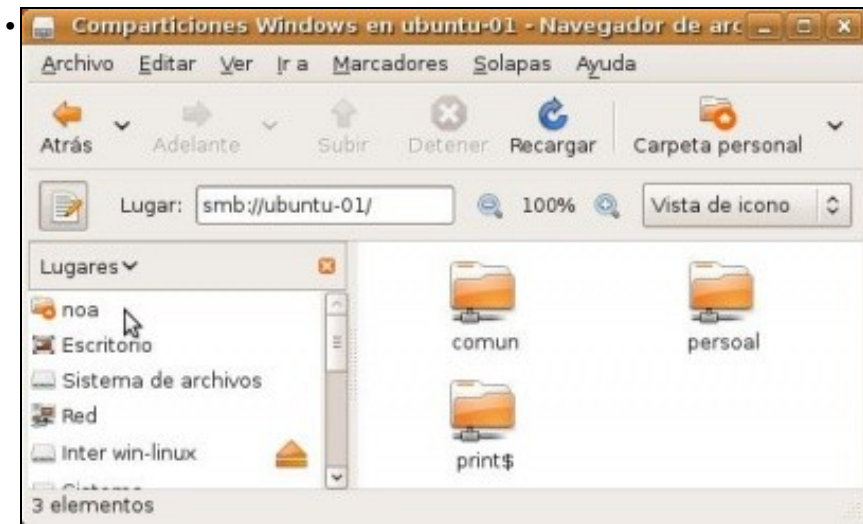 Comparticiones Windows en ubuntu-01 - Navegador de arc
Archivo Editar Ver Ir a Marcadores Solapas Ayuda
Atrás Adelante Subir Detener Recargar Carpeta personal
Lugar: smb://ubuntu-01/ 100% Vista de icono
Lugares
noa
Escritorio
Sistema de archivos
Red
Inter win-linux
comun persoal
print$
3 elementos